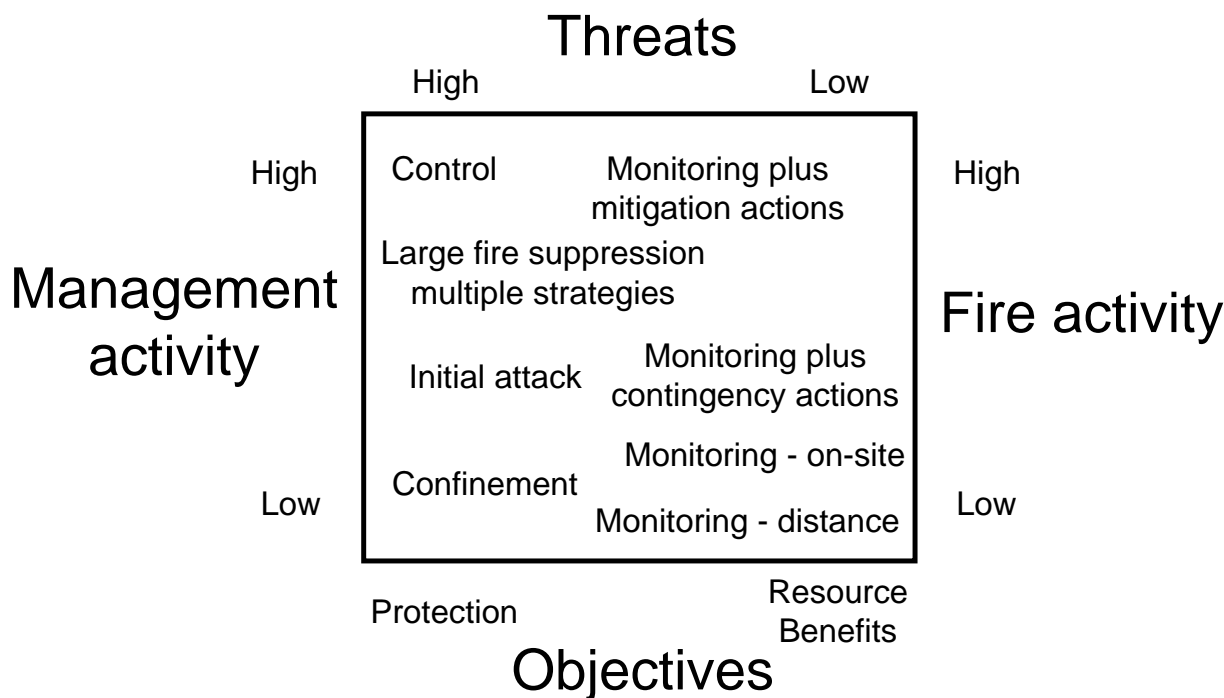 Threats
High Low
High Control Monitoring plus High
mitigation actions
Large fire suppression
multiple strategies
Management
activity
Fire activity
Initial attack Monitoring plus
contingency actions
Monitoring - on-site
Confinement
Low Low
Monitoring - distance
Protection Resource
Benefits
Objectives